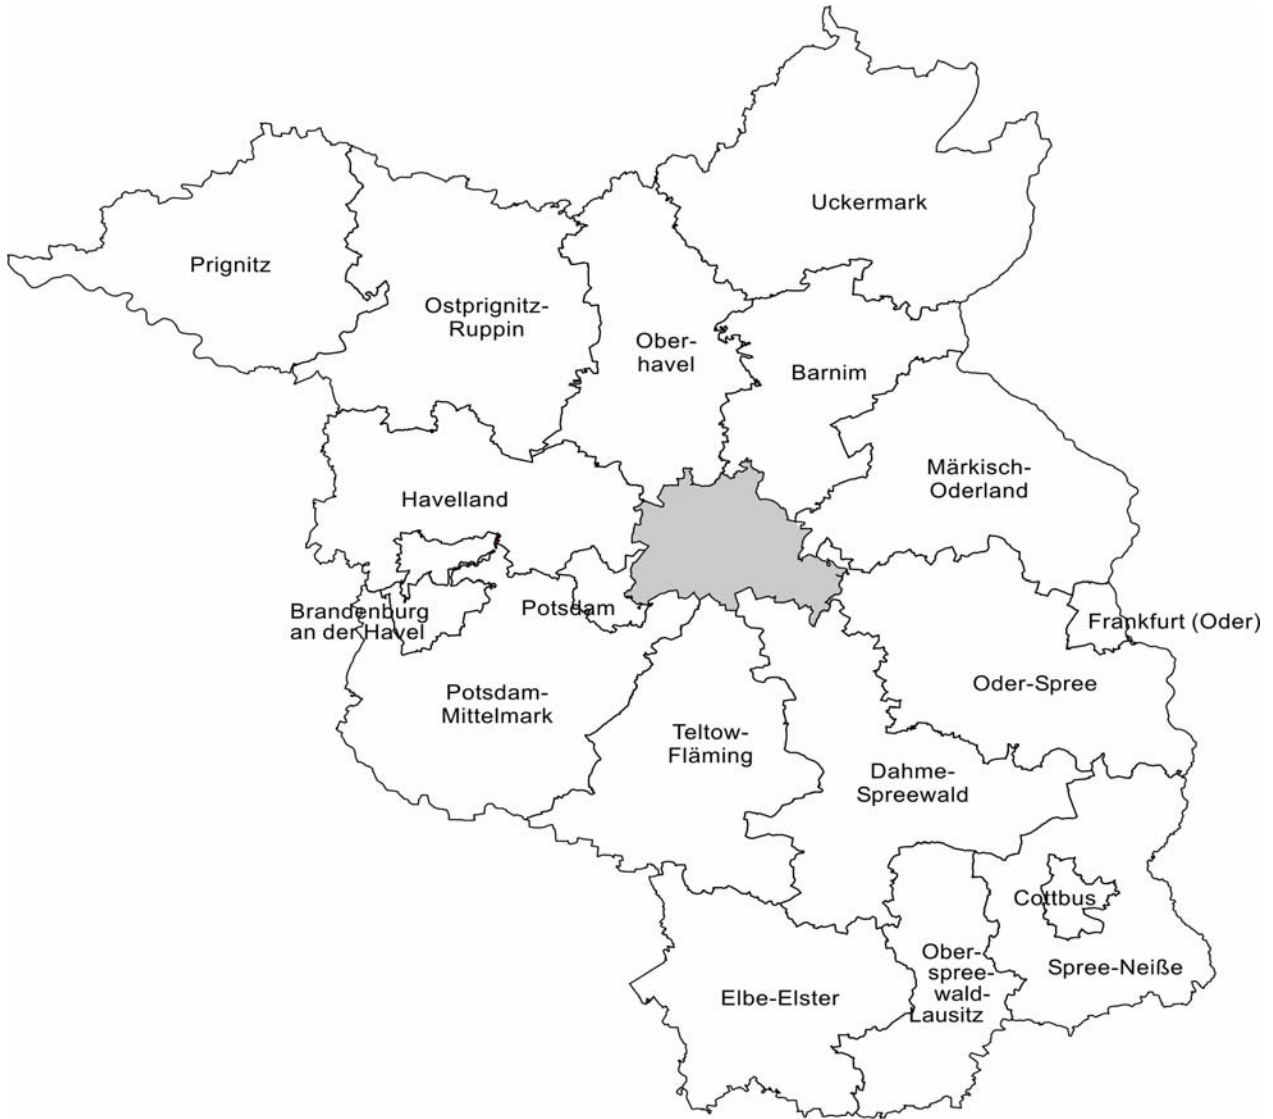 Uckermark
Prignitz
Ostprignitz-
Ruppin
Ober-
havel
Barnim
Märkisch-
Oderland
Havelland
Brandenburg
an der Havel
Potsdam
Frankfurt (Oder)
Potsdam-
Mittelmark
Oder-Spree
Teltow-
Fläming
Dahme-
Spreewald
Cottbus
Ober-
spree-
wald-
Lausitz
Spree-Neiße
Elbe-Elster